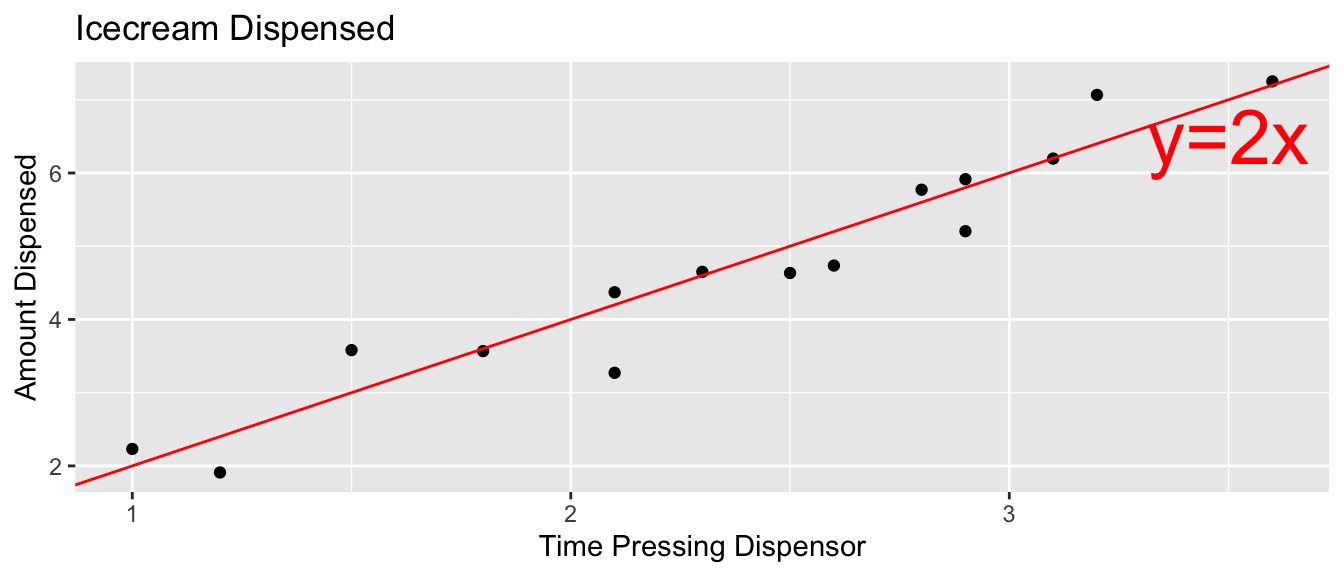 Icecream Dispensed
Amount Dispensed
6
4
2
y=2x
1
2
3
Time Pressing Dispensor